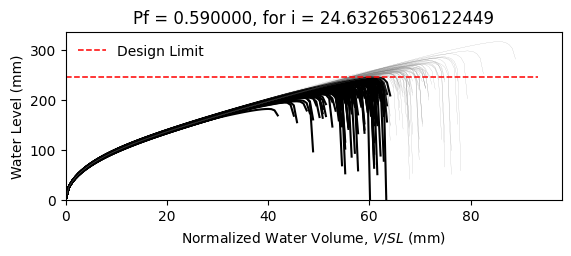 Pf = 0.590000, for i = 24.63265306122449
Design Limit
Water Level (mm)
300
200
100
0
0 20 40 60 80
Normalized Water Volume, V/SL (mm)